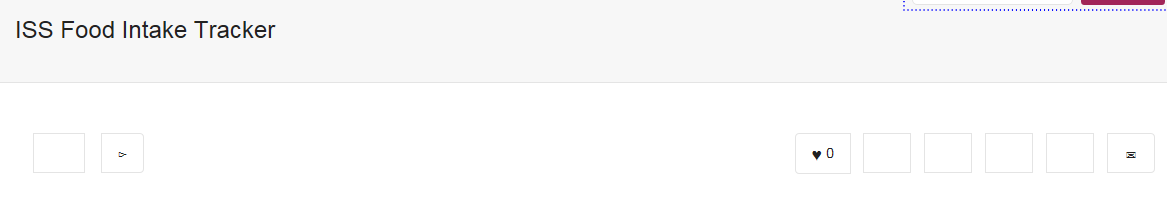 ISS Food Intake Tracker
♥ 0